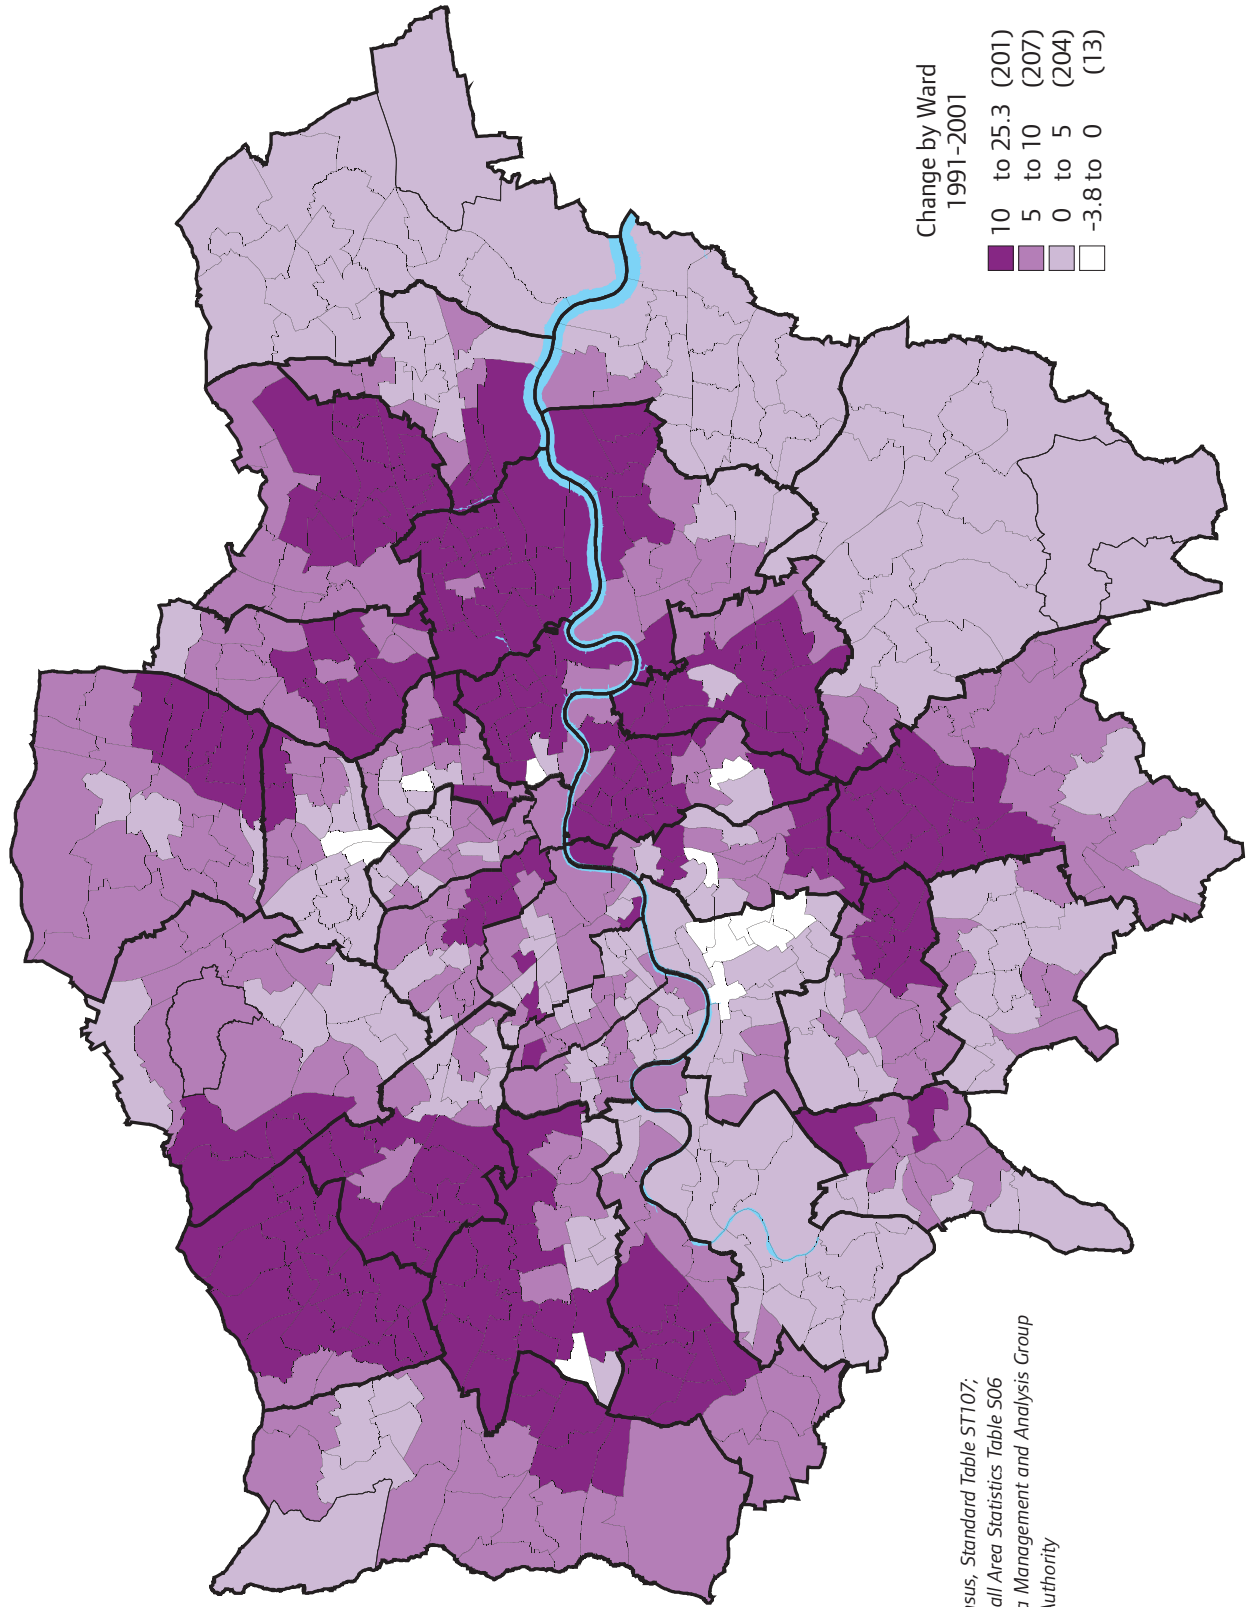 Change by Ward
1991-2001
10 to 25.3 (201)
5 to 10 (207)
0 to 5 (204)
-3.8 to 0 (13)
Standard Table ST107;
Area Statistics Table S06
Management and Analysis Group